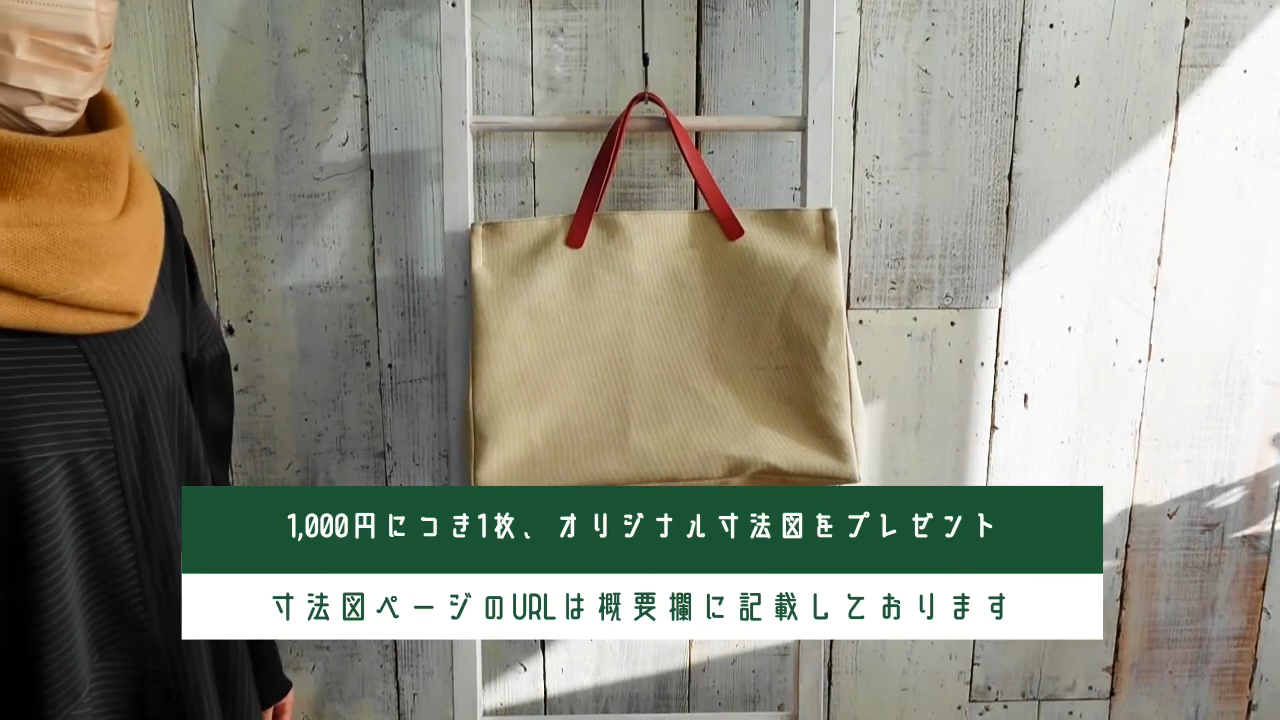 1,000円につき1枚、オリジナル寸法図をプレゼント
寸法図ページのURLは概要欄に記載しております